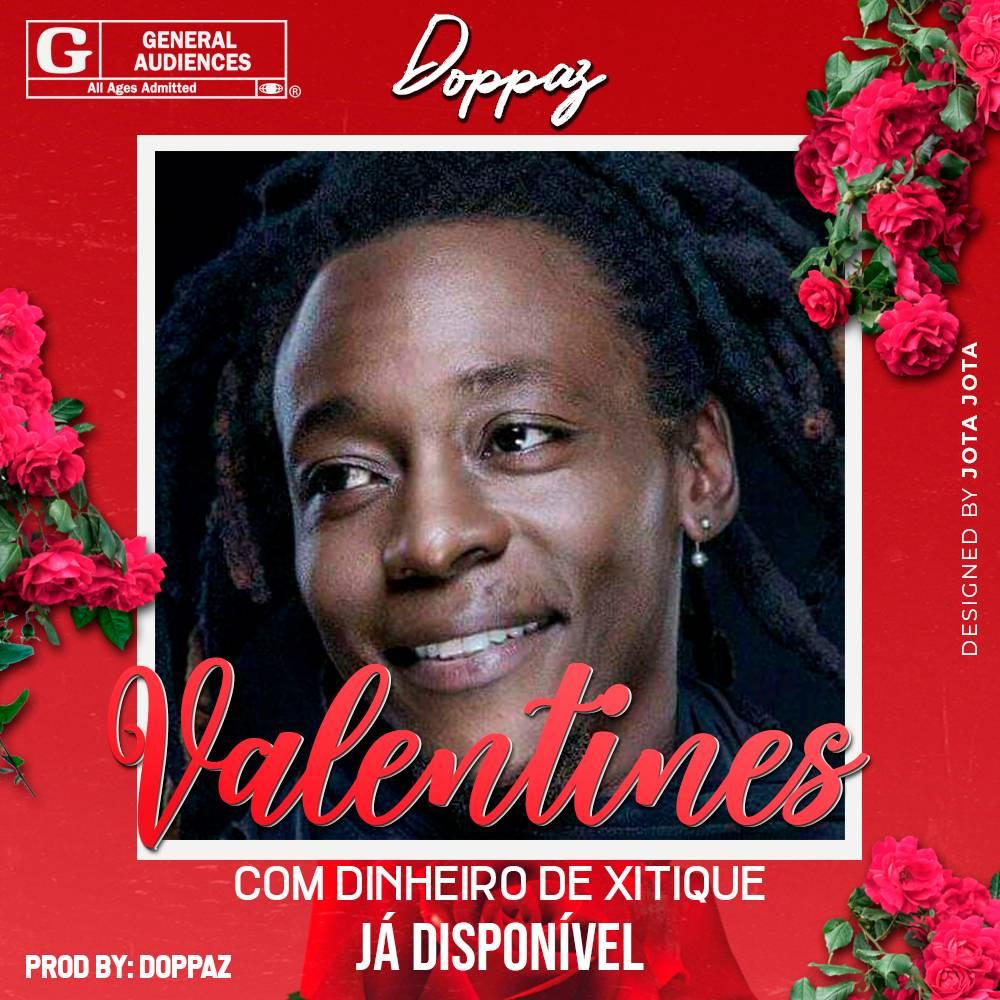 G
GENERAL
AUDIENCES
All Ages Admitted
®
Doppaz
DESIGNED BY JOTA JOTA
Valentines
COM DINHEIRO DE XITIQUE
JÁ DISPONÍVEL
PROD BY: DOPPAZ